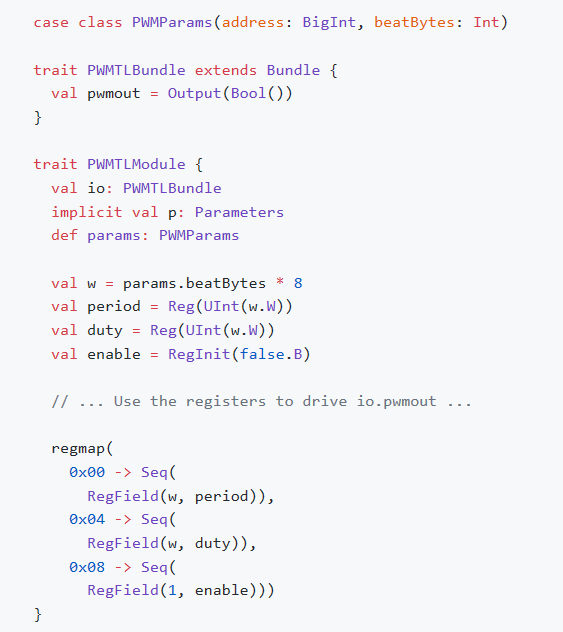 case class PWMParams(address: BigInt, beatBytes: Int)
trait PWMTLBundle extends Bundle {
  val pwmout = Output(Bool())
}
trait PWMTLModule {
  val io: PWMTLBundle
  implicit val p: Parameters
  def params: PWMParams
  val w = params.beatBytes * 8
  val period = Reg(UInt(w.W))
  val duty = Reg(UInt(w.W))
  val enable = RegInit(false.B)
  // ... Use the registers to drive io.pwmout ...
  regmap(
    0x00 -> Seq(
      RegField(w, period)),
    0x04 -> Seq(
      RegField(w, duty)),
    0x08 -> Seq(
      RegField(1, enable)))
}